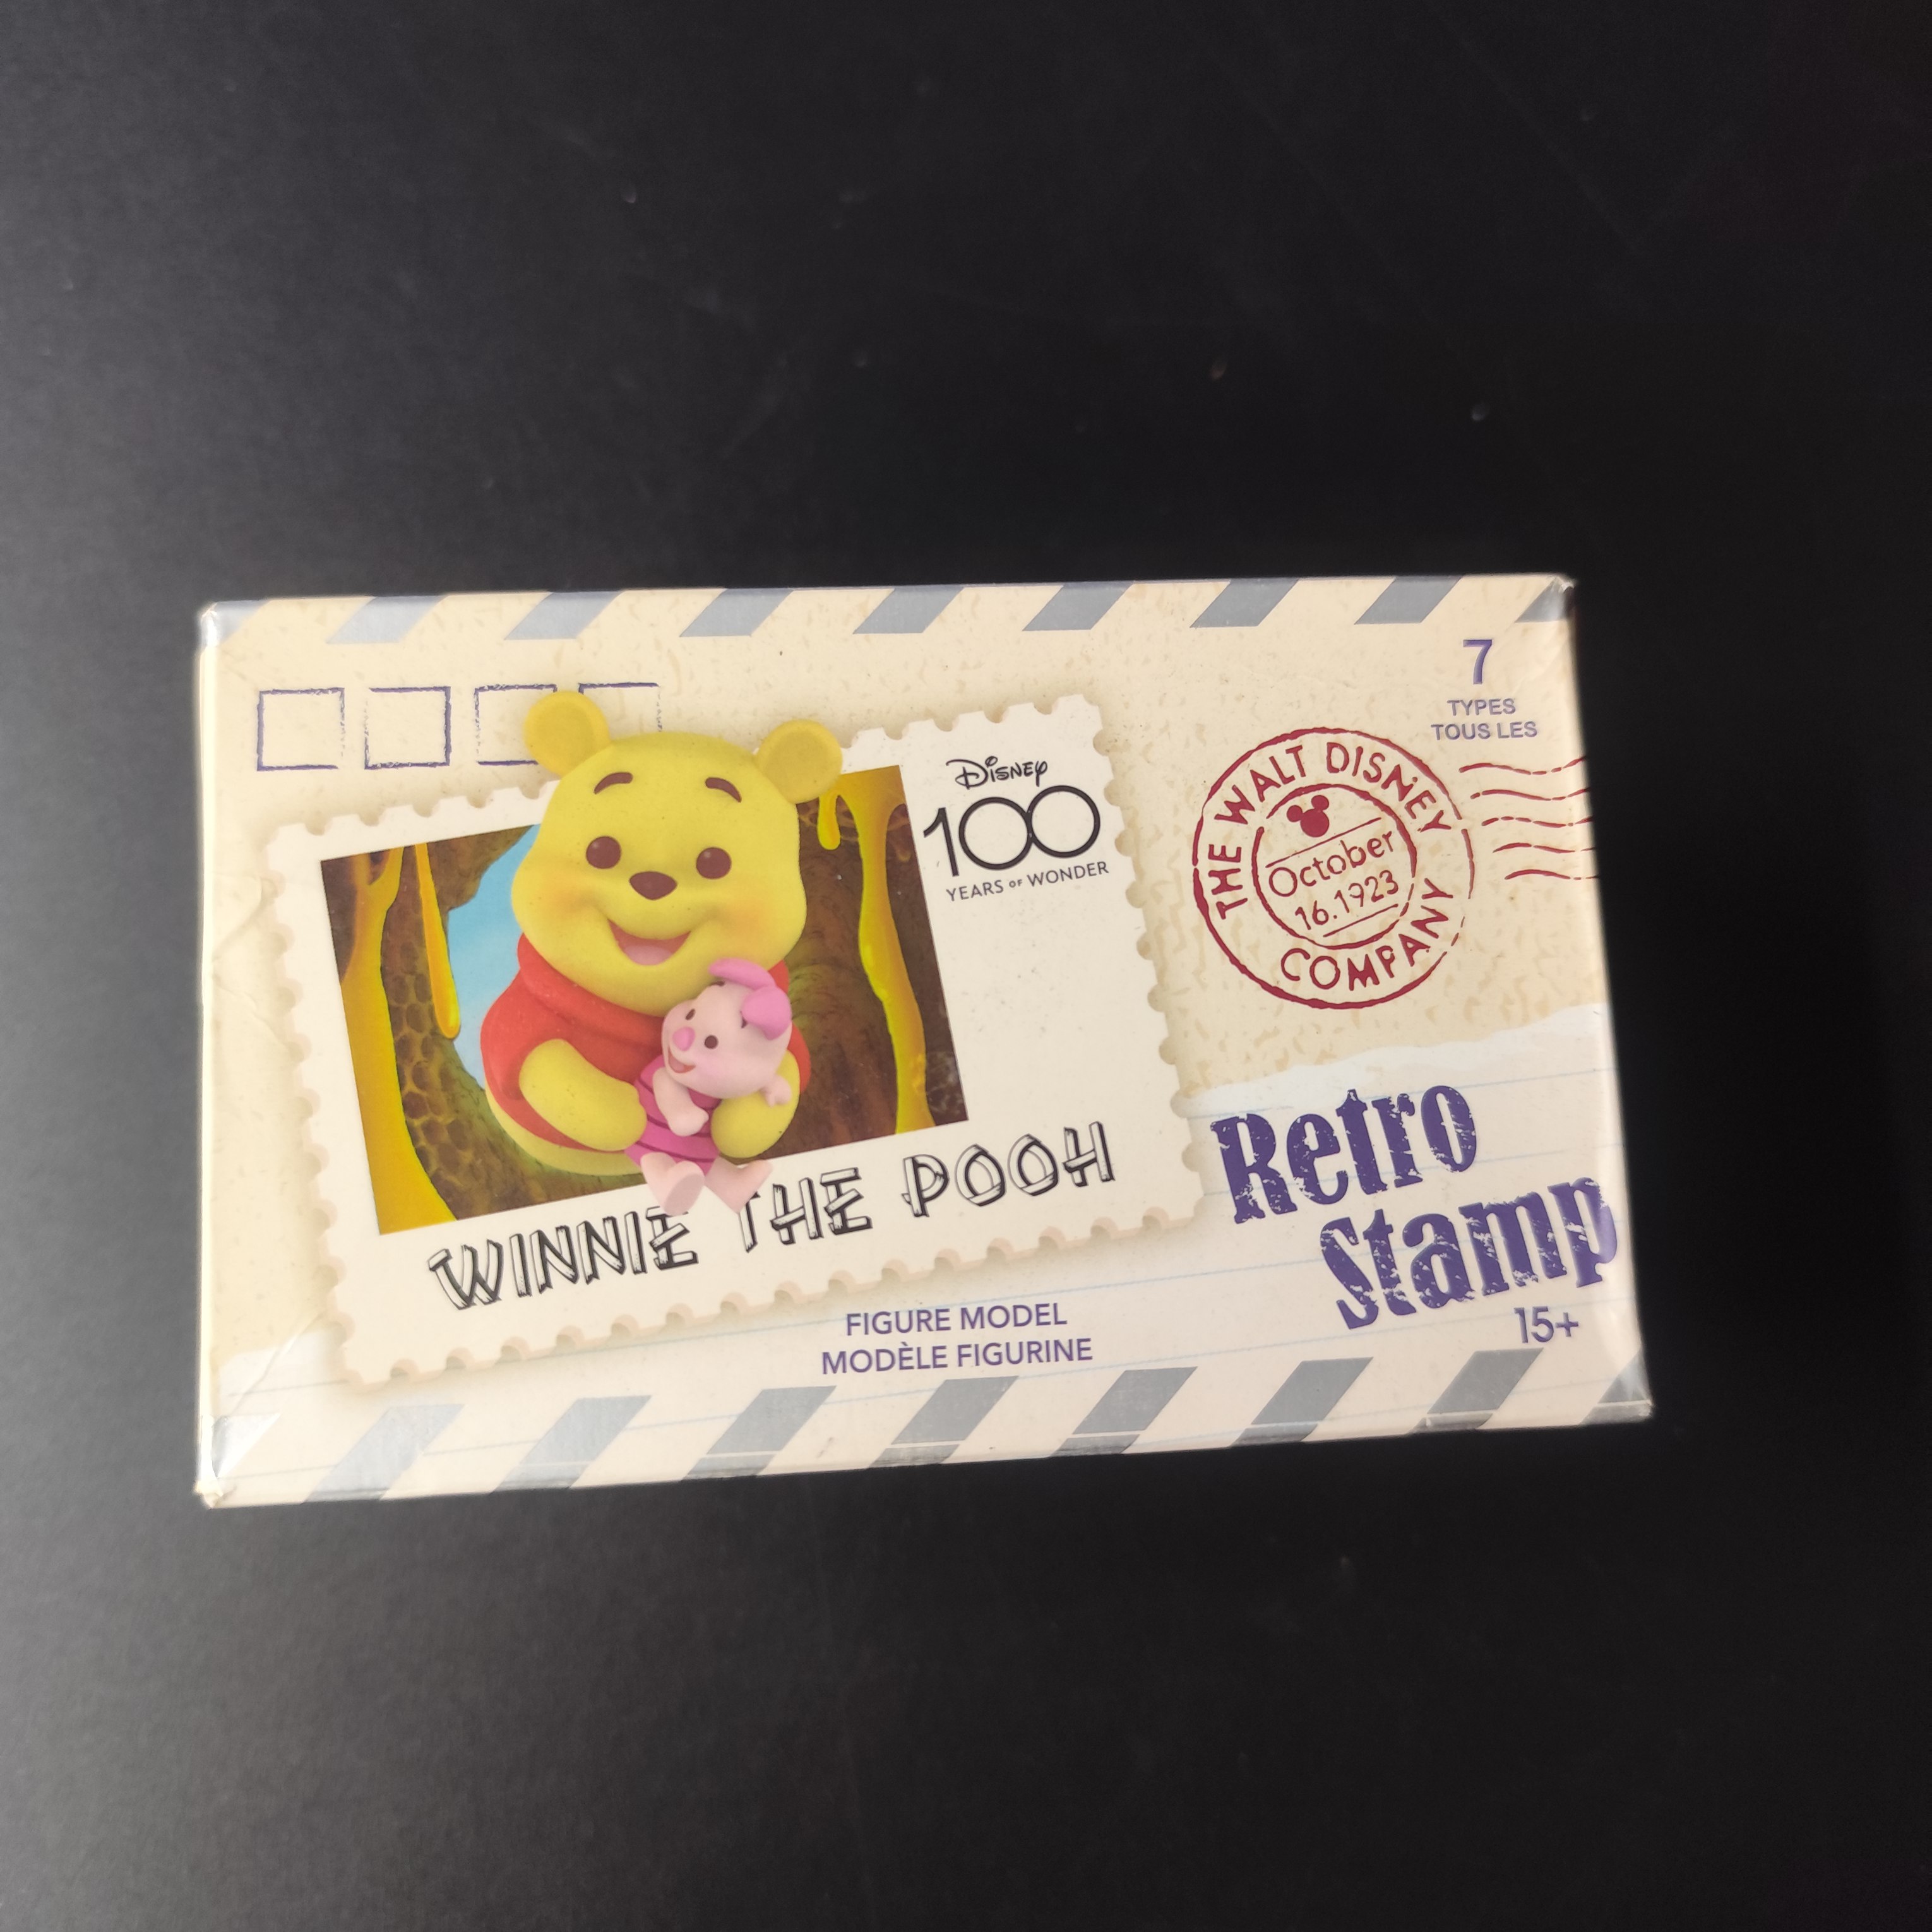 7
TYPES
TOUS LES
Disney
100
YEARS OF WONDER
THE WALT DISNEY
October
16.1923
COMPANY
WINNIE THE POOH
Retro
Stamp
15+
FIGURE MODEL
MODÈLE FIGURINE